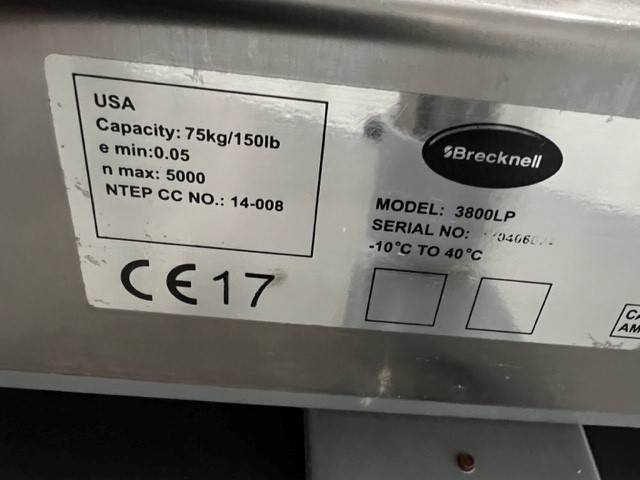 USA
Capacity: 75kg/150lb
e min:0.05
n max: 5000
NTEP CC NO.: 14-008
CE 17
Brecknell
MODEL: 3800LP
SERIAL NO:
-10°C TO 40°C